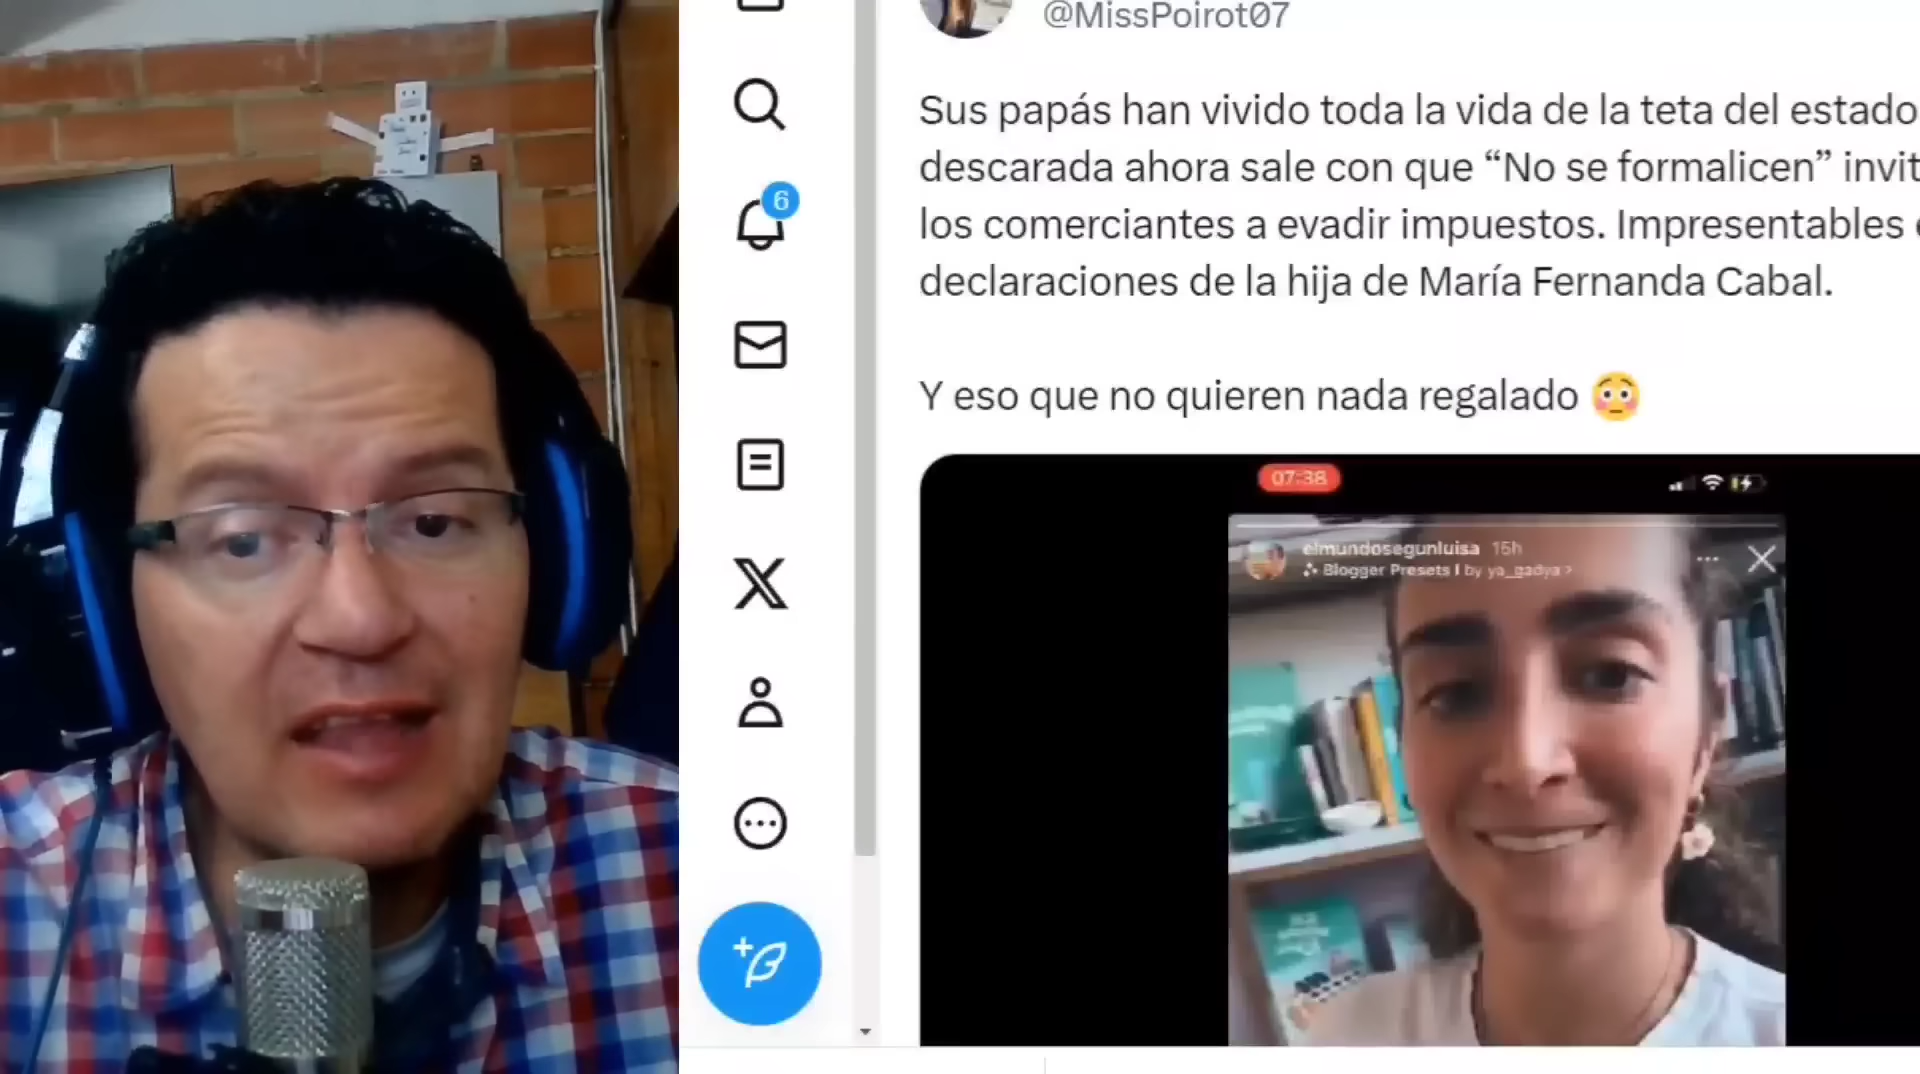 @MissPoirot07
Sus papás han vivido toda la vida de la teta del estado
descarada ahora sale con que “No se formalicen”
los comerciantes a evadir impuestos. Impresentables
declaraciones de la hija de María Fernanda Cabal.
Y eso que no quieren nada regalado 😳
6
07:38
elmundosegunluisa 15h
Blogger Presets I by ya_gadya >